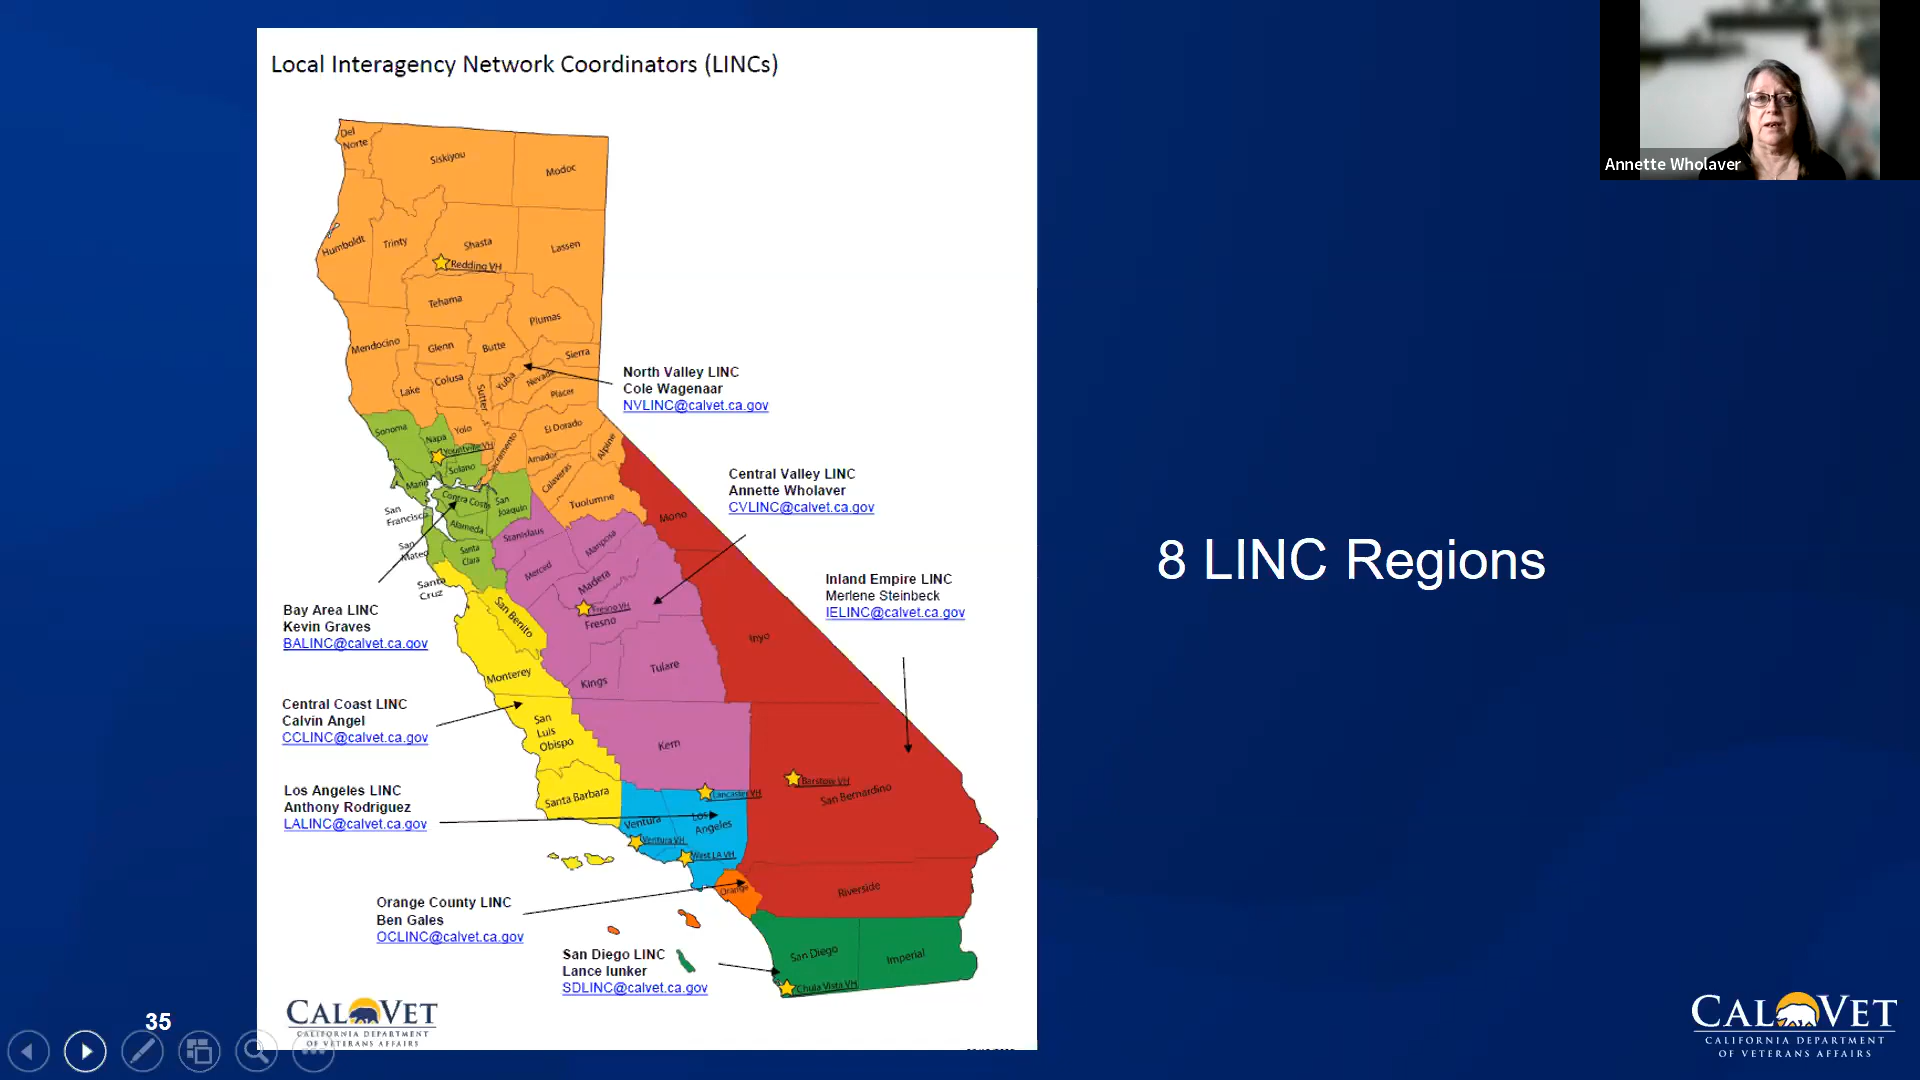 Local Interagency Network Coordinators (LINCs)
Annette Wholaver
Del
Norte
Siskiyou
Modoc
Humboldt
Trinty
Shasta
Lassen
Redding VH
Tehama
Plumas
Mendocino
Glenn
Butte
Sierra
Lake
Colusa
Sutter
Yuba
Nevada
Placer
North Valley LINC
Cole Wagenaar
NVLINC@calvet.ca.gov
Sonoma
Napa
Yolo
Sacramento
El Dorado
Alpine
Yountville VH
Solano
Amador
Calaveras
Tuolumne
Marin
Contra Costa
San
Joaquin
San
Francisco
Alameda
San
Mateo
Santa
Clara
Santa
Cruz
Stanislaus
Mariposa
Mono
Merced
Madera
Central Valley LINC
Annette Wholaver
CVLINC@calvet.ca.gov
Inland Empire LINC
Merlene Steinbeck
IELINC@calvet.ca.gov
8 LINC Regions
Bay Area LINC
Kevin Graves
BALINC@calvet.ca.gov
San Benito
Fresno VH
Fresno
Inyo
Monterey
Kings
Tulare
Central Coast LINC
Calvin Angel
CCLINC@calvet.ca.gov
San
Luis
Obispo
Kern
Los Angeles LINC
Anthony Rodriguez
LALINC@calvet.ca.gov
Santa Barbara
Ventura
Los
Angeles
Lancaster VH
Barstow VH
San Bernardino
Ventura VH
West LA VH
Orange
Riverside
Orange County LINC
Ben Gales
OCLINC@calvet.ca.gov
San Diego LINC
Lance Iunker
SDLINC@calvet.ca.gov
San Diego
Imperial
Chula Vista VH
CALVET
CALIFORNIA DEPARTMENT
OF VETERANS AFFAIRS
35
CALVET
CALIFORNIA DEPARTMENT
OF VETERANS AFFAIRS